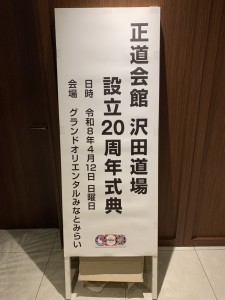 正道会館 沢田道場
設立20周年式典
日時 令和8年4月12日 日曜日
会場 グランドオリエンタルみなとみらい